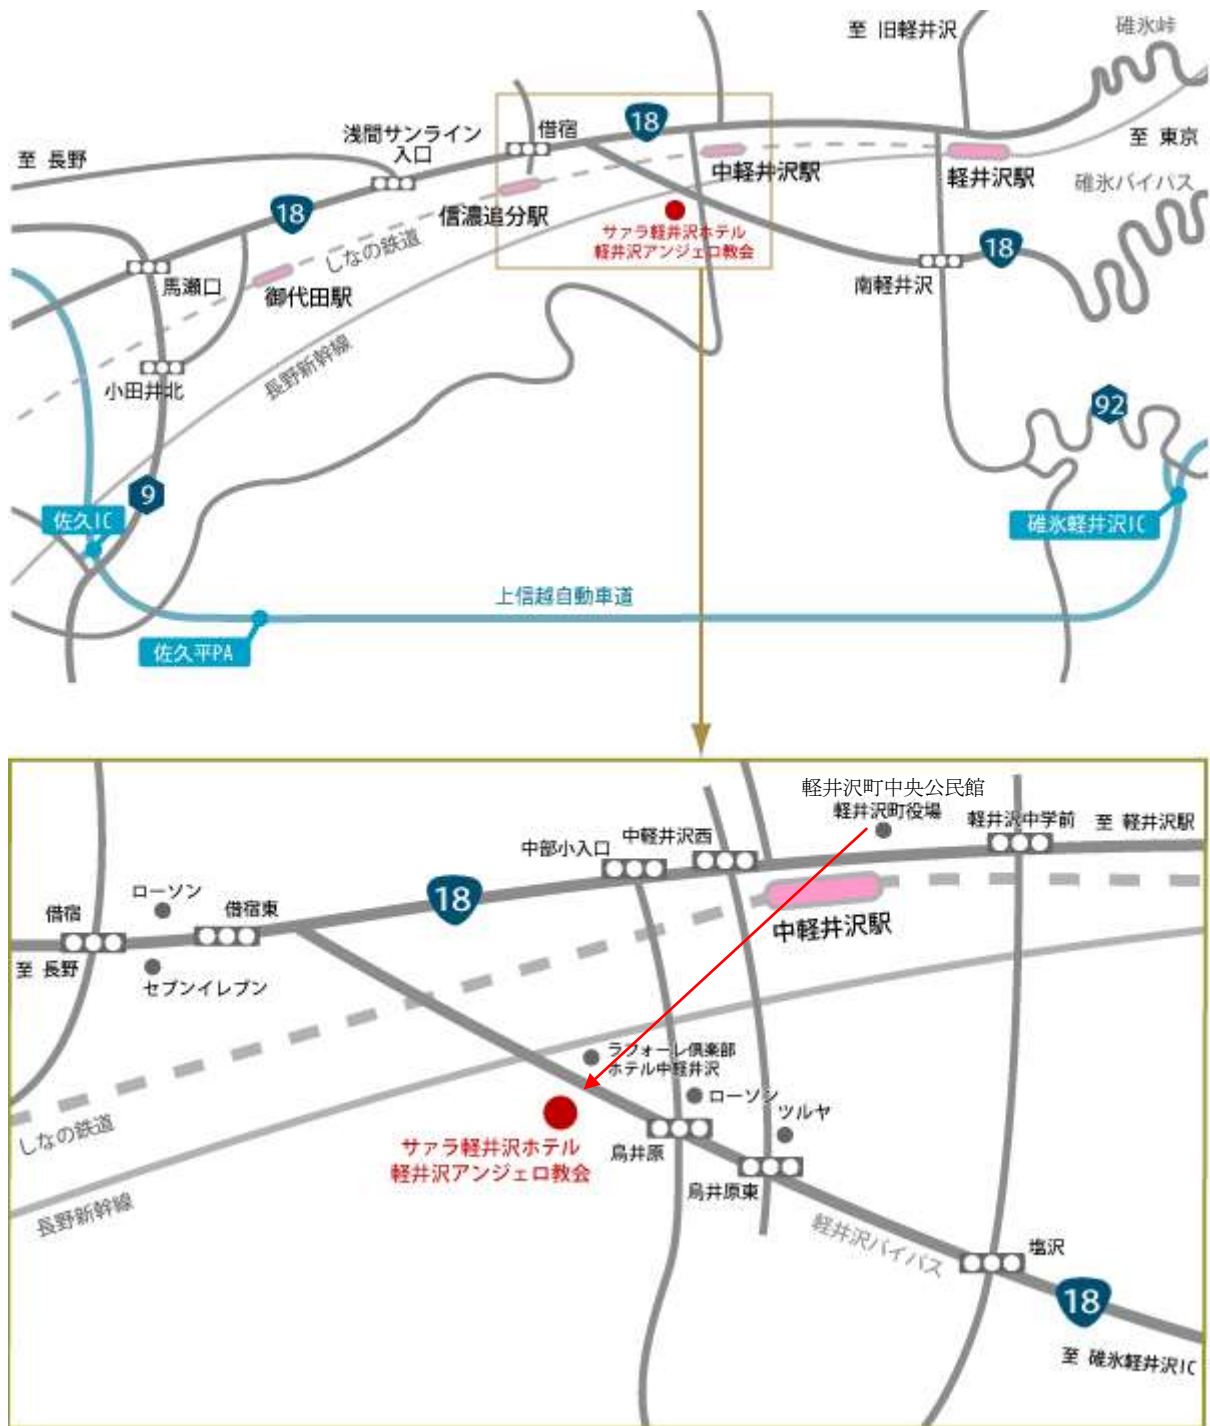 至 旧軽井沢
碓氷峠
18
浅間サンライン
入口
借宿
至 長野
中軽井沢駅
軽井沢駅
至 東京
碓氷バイパス
18
信濃追分駅
サァラ軽井沢ホテル
軽井沢アンジェロ教会
しなの鉄道
18
馬瀬口
御代田駅
南軽井沢
長野新幹線
小田井北
92
9
佐久IC
碓氷軽井沢IC
上信越自動車道
佐久平PA
軽井沢町中央公民館
軽井沢町役場
中軽井沢西
軽井沢中学前
至 軽井沢駅
中部小入口
18
ローソン
借宿東
借宿
中軽井沢駅
至 長野
セブンイレブン
ラフォーレ倶楽部
ホテル中軽井沢
ローソン
ツルヤ
しなの鉄道
サァラ軽井沢ホテル
軽井沢アンジェロ教会
鳥井原
鳥井原東
長野新幹線
軽井沢バイパス
塩沢
18
至 碓氷軽井沢IC